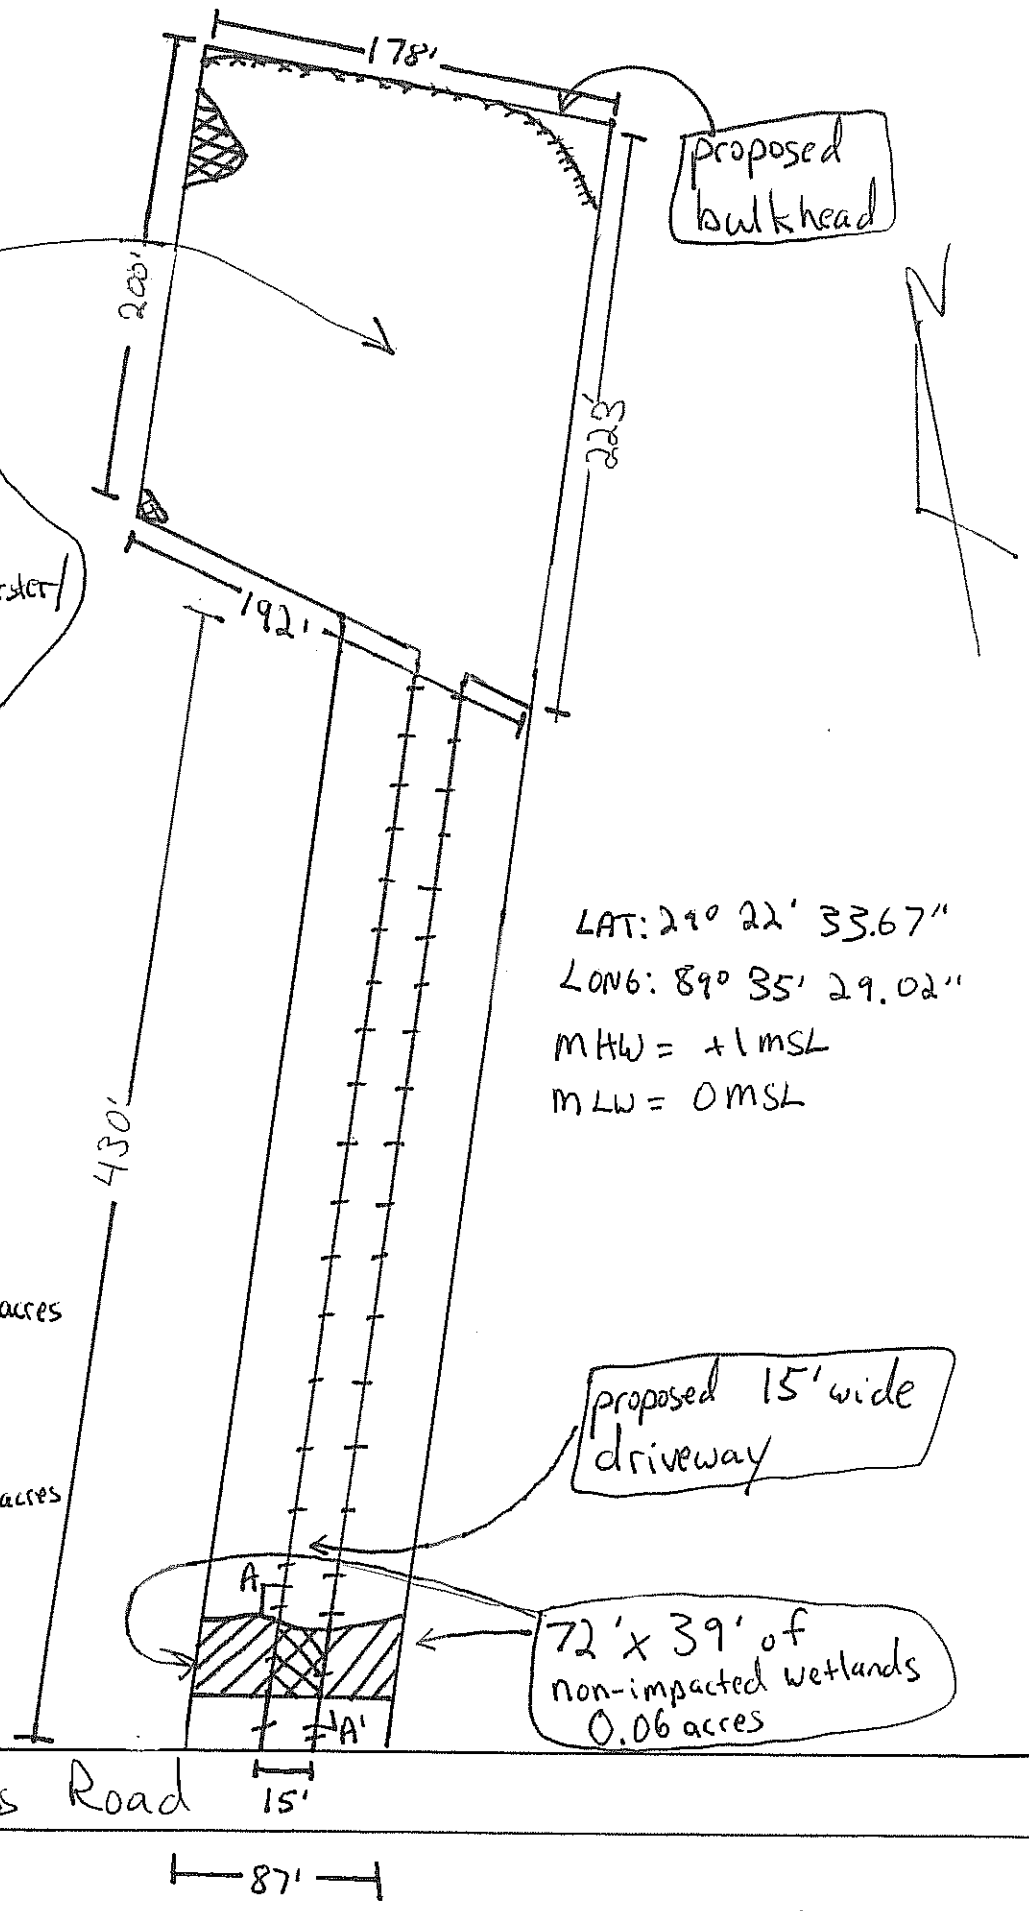 178'
proposed
bulkhead
N
200'
223'
192'
LAT: 29° 22' 33.67"
LONG: 89° 35' 29.02"
MHW = +1 MSL
MLW = 0 MSL
430'
acres
proposed 15' wide
driveway
acres
A
72' x 39' of
non-impacted wetlands
0.06 acres
A'
Road
15'
87'